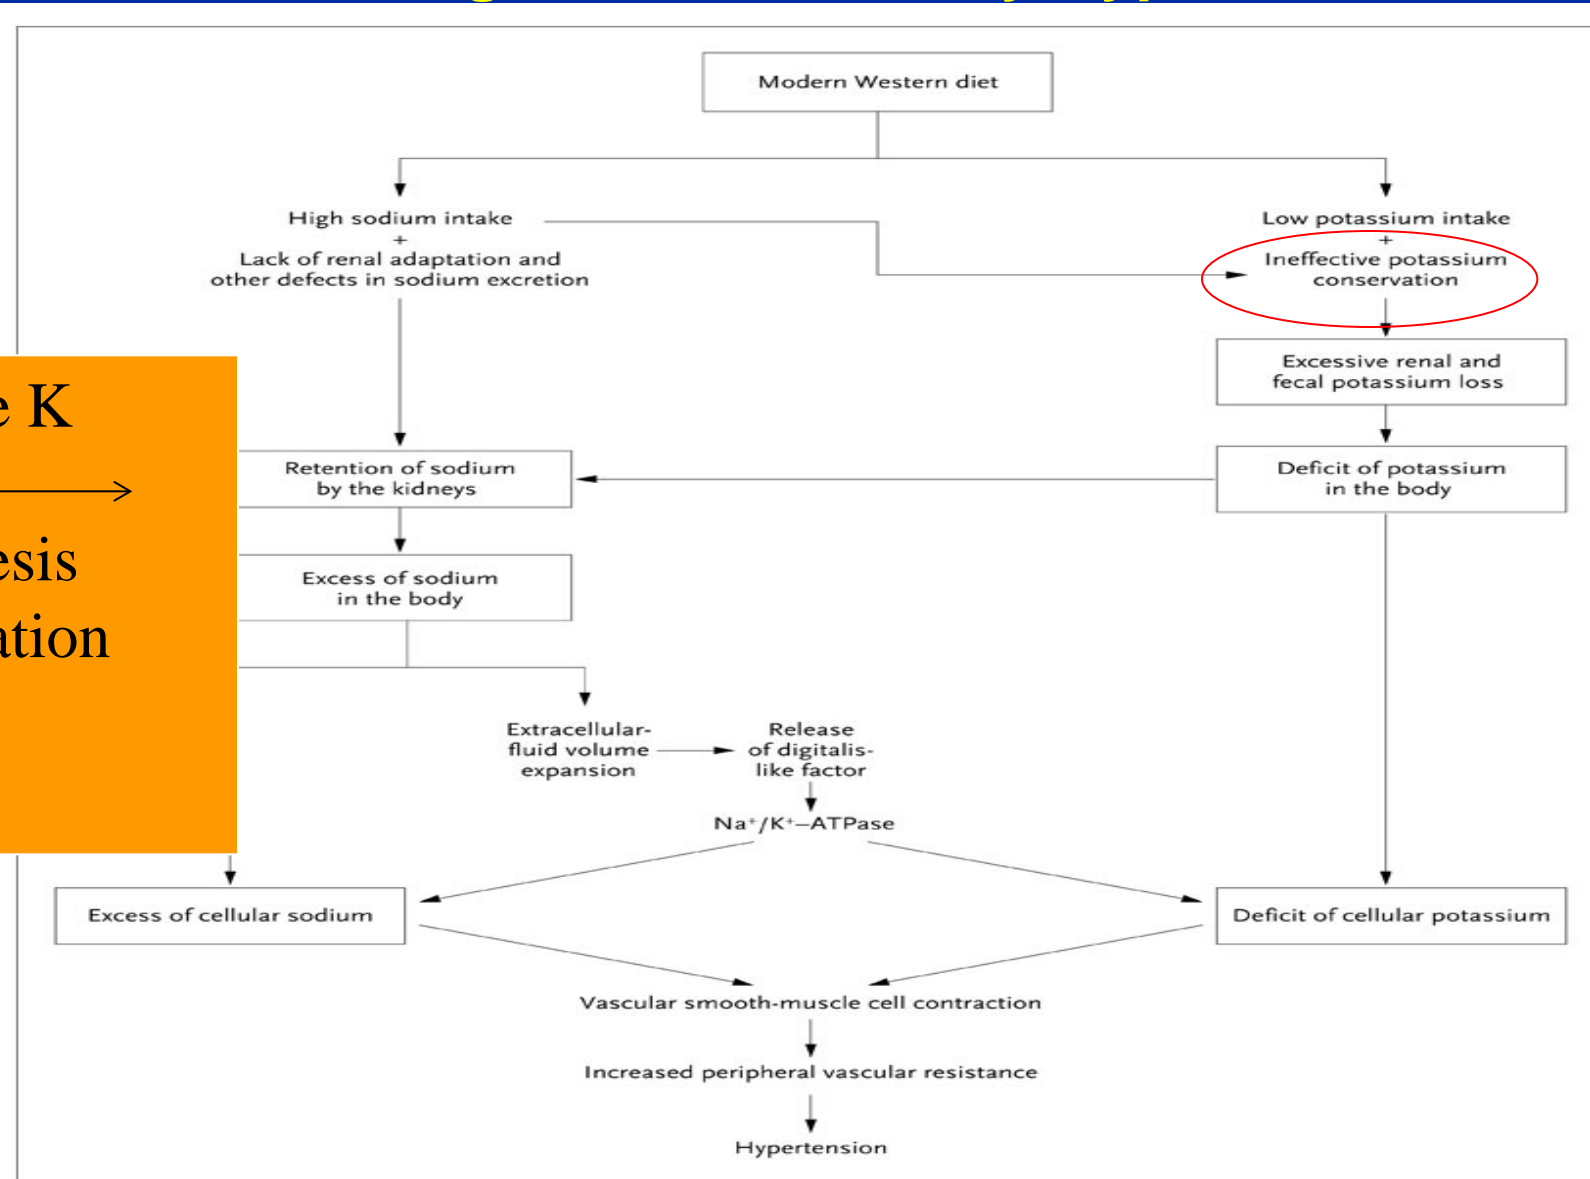 Modern Western diet
High sodium intake
+
Lack of renal adaptation and
other defects in sodium excretion
Low potassium intake
+
Ineffective potassium
conservation
Excessive renal and
fecal potassium loss
K
Retention of sodium
by the kidneys
Deficit of potassium
in the body
Excess of sodium
in the body
Extracellular-
fluid volume
expansion
Release
of digitalis-
like factor
Na⁺/K⁺–ATPase
Excess of cellular sodium
Deficit of cellular potassium
Vascular smooth-muscle cell contraction
Increased peripheral vascular resistance
Hypertension